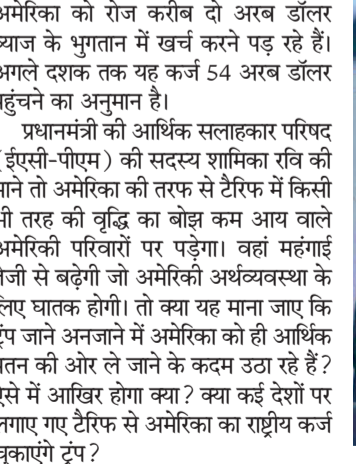 अमेरिका को रोज करीब दो अरब डॉलर
ब्याज के भुगतान में खर्च करने पड़ रहे हैं।
अगले दशक तक यह कर्ज 54 अरब डॉलर
पहुंचने का अनुमान है।
प्रधानमंत्री की आर्थिक सलाहकार परिषद
(ईएसी-पीएम) की सदस्य शामिका रवि की
मानें तो अमेरिका की तरफ से टैरिफ में किसी
भी तरह की वृद्धि का बोझ कम आय वाले
अमेरिकी परिवारों पर पड़ेगा। वहां महंगाई
तेजी से बढ़ेगी जो अमेरिकी अर्थव्यवस्था के
लिए घातक होगी। तो क्या यह माना जाए कि
ट्रंप जाने अनजाने में अमेरिका को ही आर्थिक
पतन की ओर ले जाने के कदम उठा रहे हैं?
ऐसे में आखिर होगा क्या? क्या कई देशों पर
लगाए गए टैरिफ से अमेरिका का राष्ट्रीय कर्ज
चुकाएंगे ट्रंप?